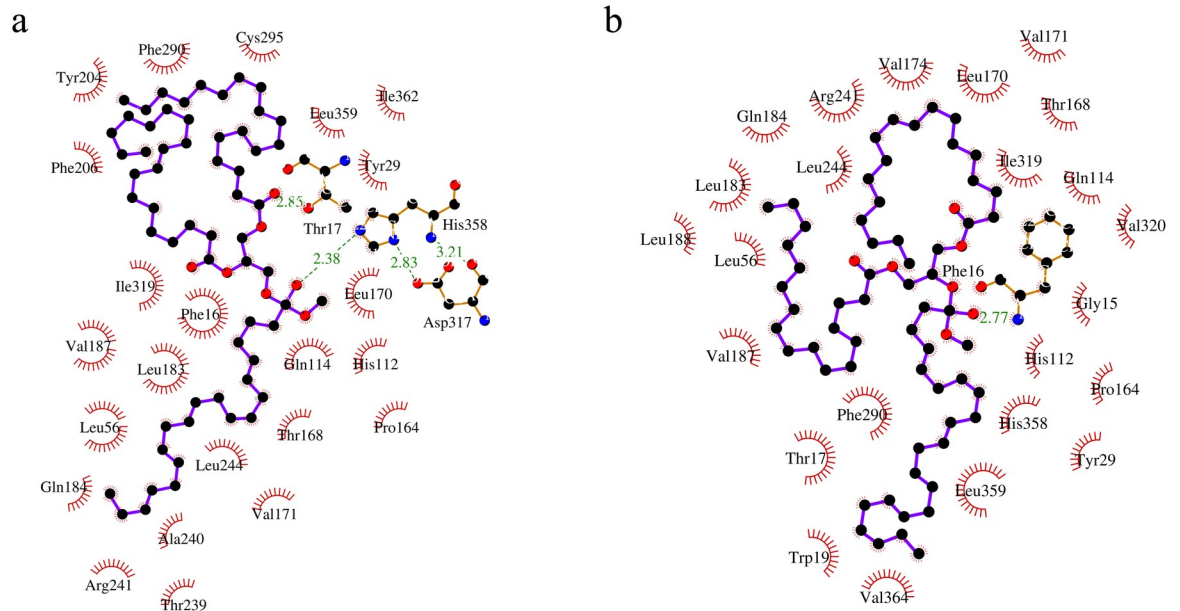 a
Cys295
Phe290
Tyr204
Ile362
Leu359
Phe206
Tyr29
2.85
Thr17
His358
2.38
2.83
3.21
Ile319
Leu170
Phe16
Asp317
Val187
Leu183
Gln114
His112
Leu56
Thr168
Pro164
Leu244
Gln184
Val171
Ala240
Arg241
Thr239
b
Val171
Val174
Leu170
Arg241
Thr168
Gln184
Leu244
Ile319
Leu183
Gln114
Leu188
Val320
Leu56
Phe16
Gly15
2.77
Val187
His112
Pro164
Phe290
His358
Thr17
Tyr29
Leu359
Trp19
Val364